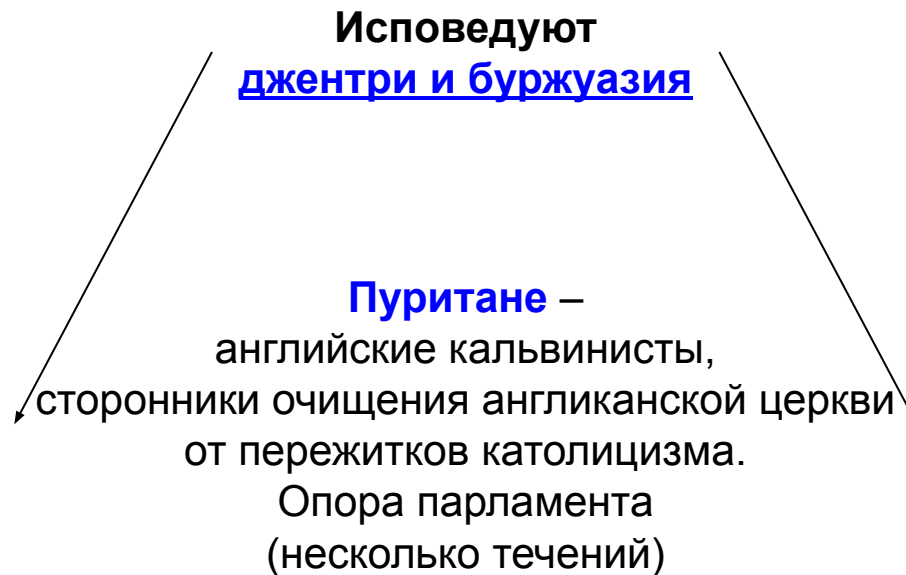 Исповедуют
джентри и буржуазия
Пуритане –
английские кальвинисты,
сторонники очищения англиканской церкви
от пережитков католицизма.
Опора парламента
(несколько течений)